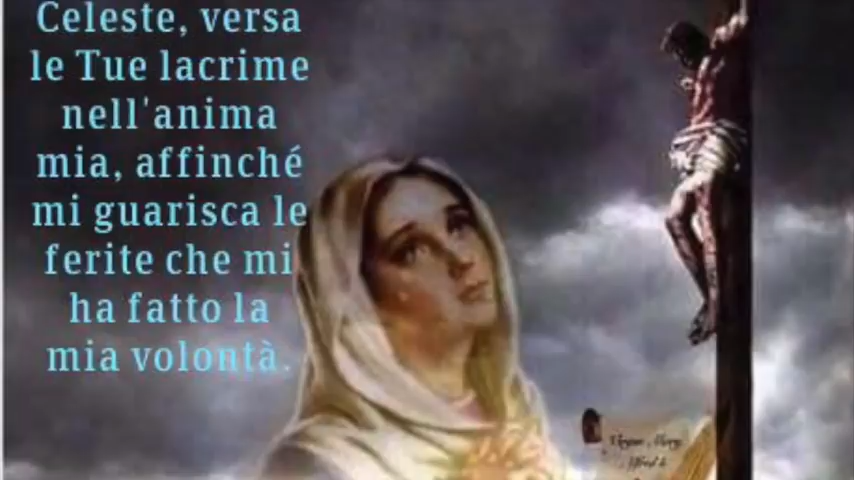 Celeste, versa
le Tue lacrime
nell'anima
mia, affinché
mi guarisca le
ferite che mi
ha fatto la
mia volontà.